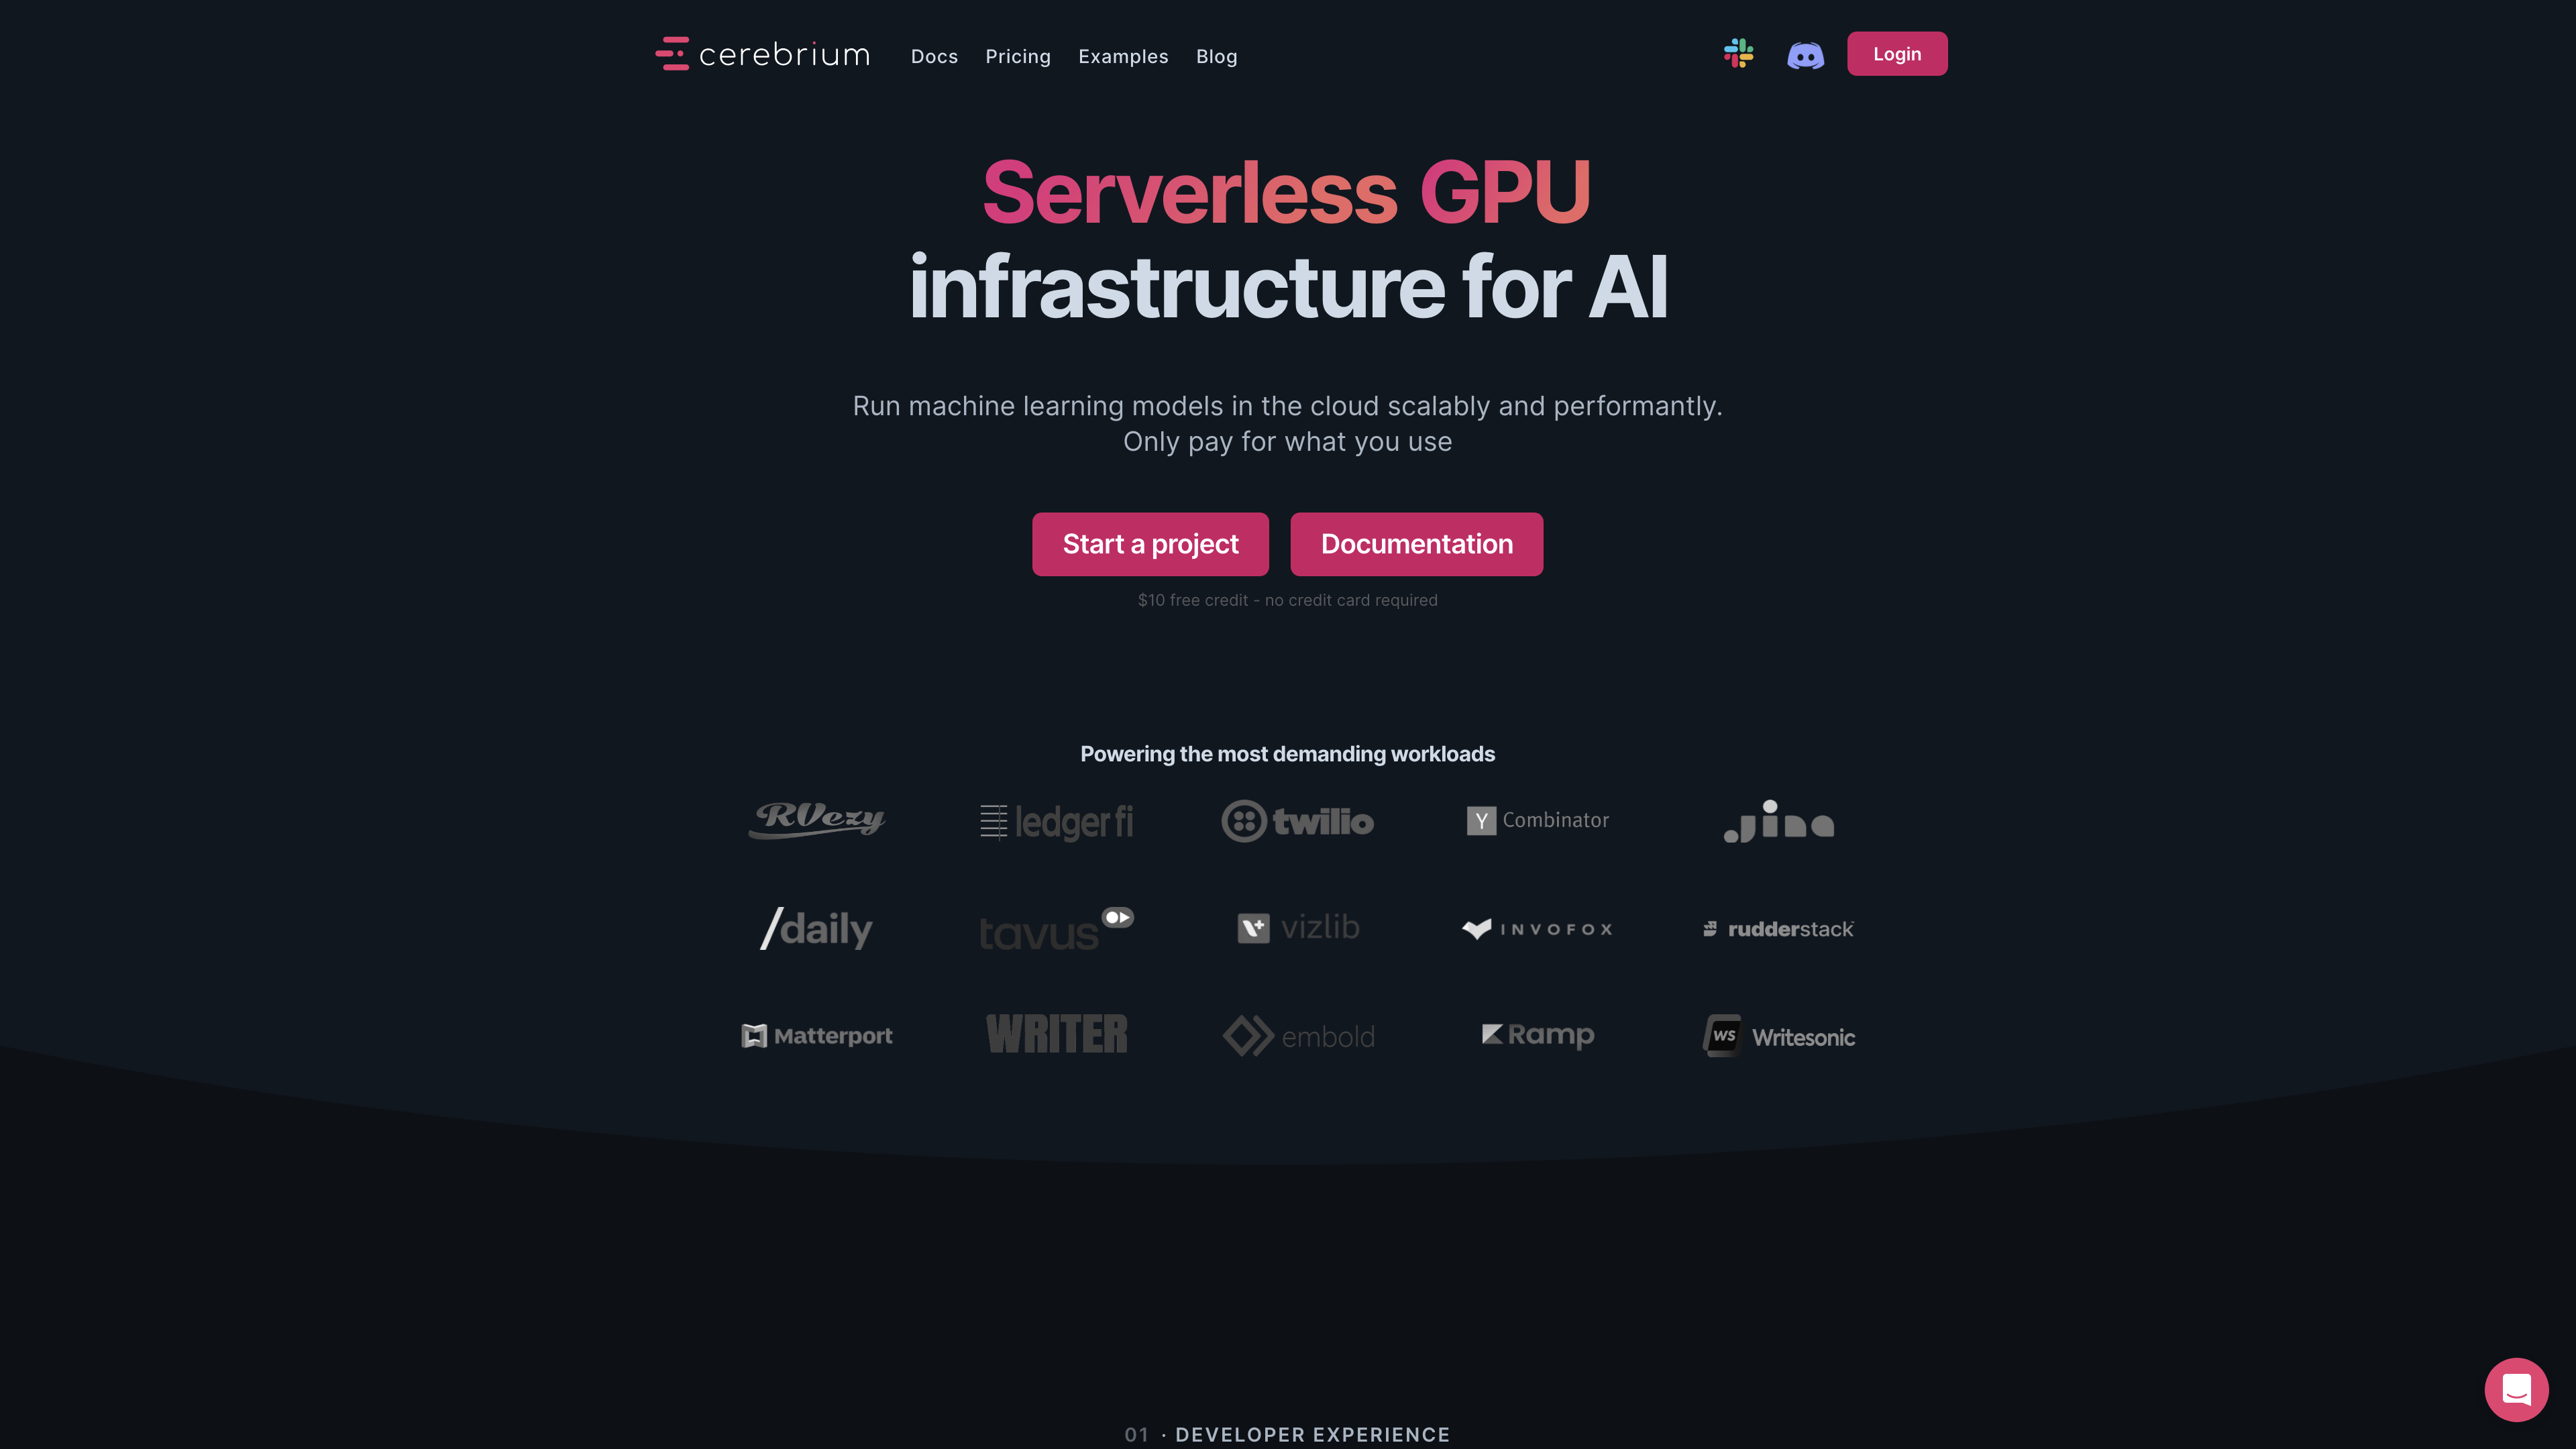 cerebrium
Docs
Pricing
Examples
Blog
Login
Serverless GPU
infrastructure for AI
Run machine learning models in the cloud scalably and performantly.
Only pay for what you use
Start a project
Documentation
$10 free credit - no credit card required
Powering the most demanding workloads
RVezy
ledger fi
twilio
Y Combinator
jina
/daily
tavus
V+ vizlib
INVOFOX
rudderstack
Matterport
WRITER
embold
Ramp
WS Writesonic
01 · DEVELOPER EXPERIENCE